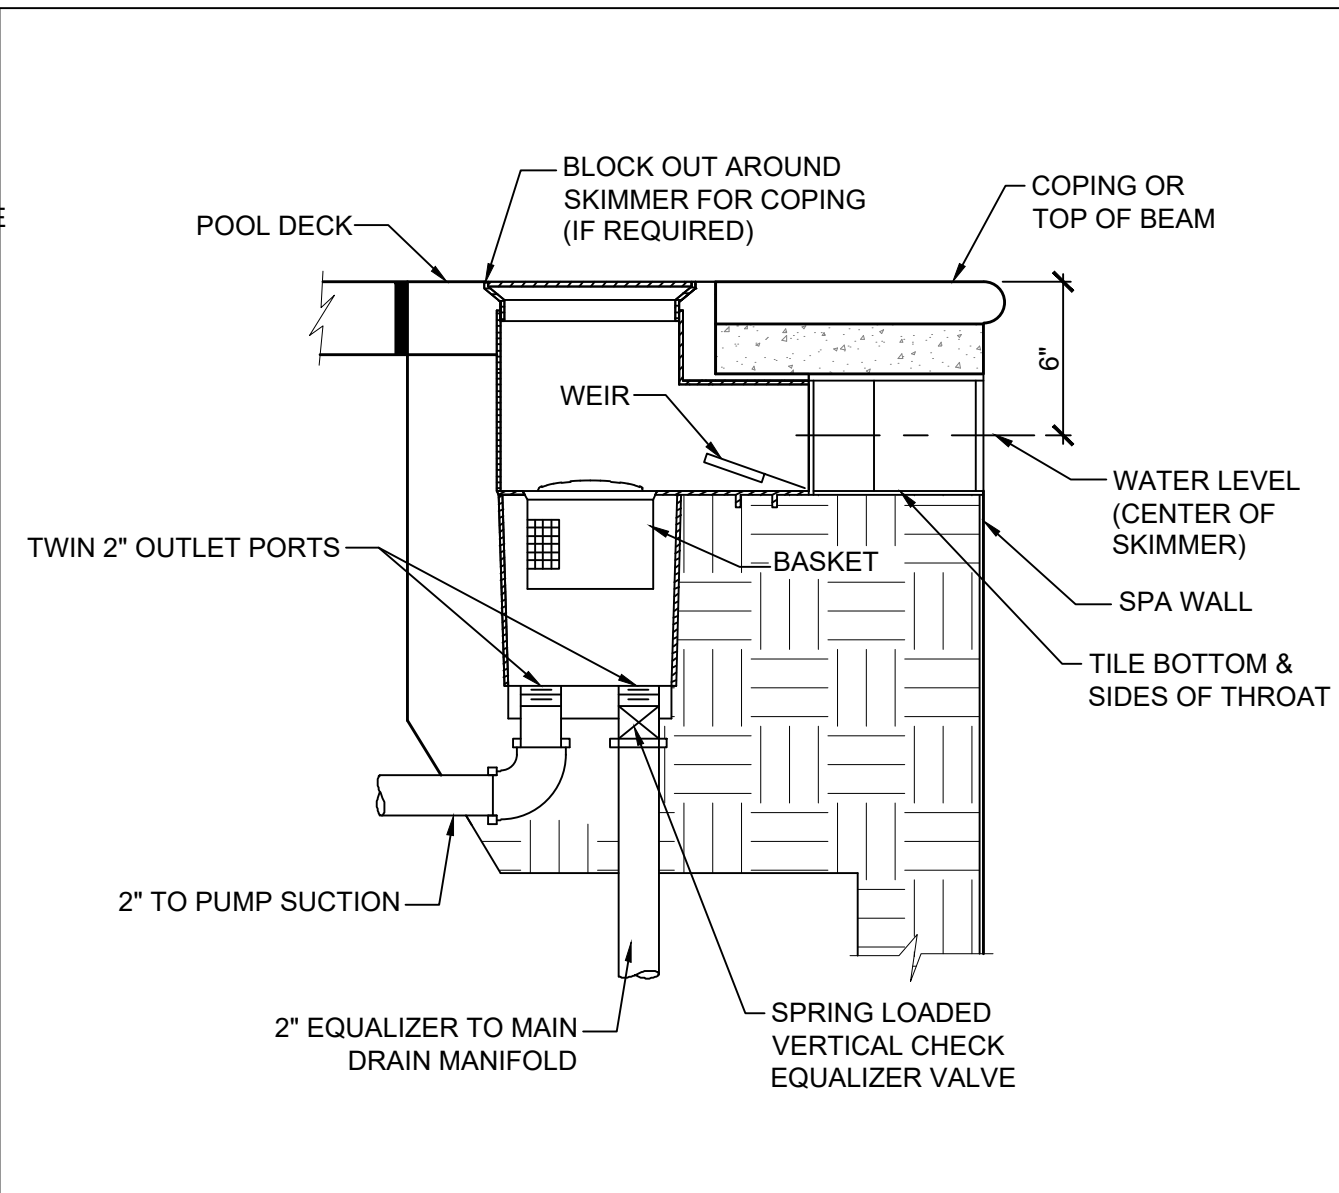 BLOCK OUT AROUND
SKIMMER FOR COPING
(IF REQUIRED)
COPING OR
TOP OF BEAM
E
POOL DECK
6"
WEIR
WATER LEVEL
(CENTER OF
SKIMMER)
TWIN 2" OUTLET PORTS
BASKET
SPA WALL
TILE BOTTOM &
SIDES OF THROAT
2" TO PUMP SUCTION
2" EQUALIZER TO MAIN
DRAIN MANIFOLD
SPRING LOADED
VERTICAL CHECK
EQUALIZER VALVE